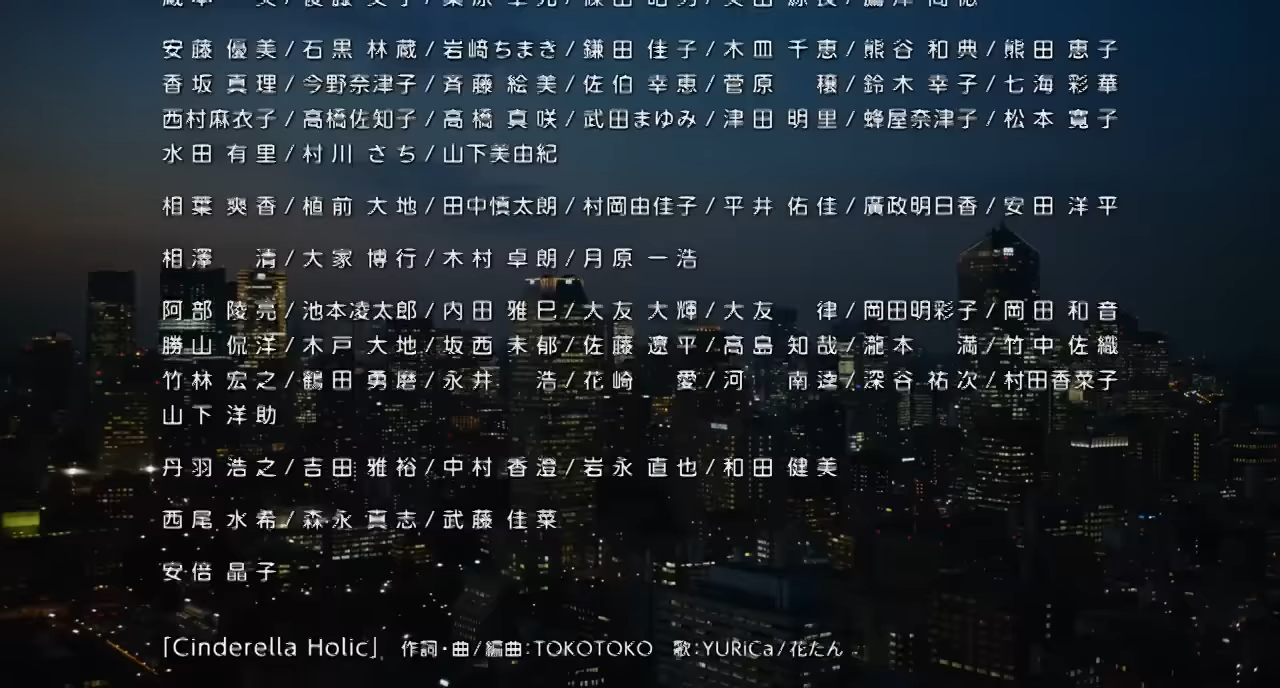 安藤 優美/石黒 林蔵/岩﨑ちまき/鎌田 佳子/木皿 千恵/熊谷 和典/熊田 恵子
香坂 真理/今野奈津子/斉藤 絵美/佐伯 幸恵/菅原 穣/鈴木 幸子/七海 彩華
西村麻衣子/高橋佐知子/高橋 真咲/武田まゆみ/津田 明里/蜂屋奈津子/松本 寛子
水田 有里/村川 さち/山下美由紀
相葉 爽香/植前 大地/田中慎太朗/村岡由佳子/平井 佑佳/廣政明日香/安田 洋平
相澤 清/大家 博行/木村 卓朗/月原 一浩
阿部 陵亮/池本凌太郎/内田 雅巳/大友 大輝/大友 律/岡田明彩子/岡田 和音
勝山 侃洋/木戸 大地/坂西 未郁/佐藤 遼平/高島 知哉/瀧本 満/竹中 佐織
竹林 宏之/鶴田 勇磨/永井 浩/花崎 愛/河 南達/深谷 祐次/村田香菜子
山下 洋助
丹羽 浩之/吉田 雅裕/中村 香澄/岩永 直也/和田 健美
西尾 水希/森永 真志/武藤 佳菜
安倍 晶子
「Cinderella Holic」 作詞・曲/編曲:TOKOTOKO 歌:YURiCa/花たん